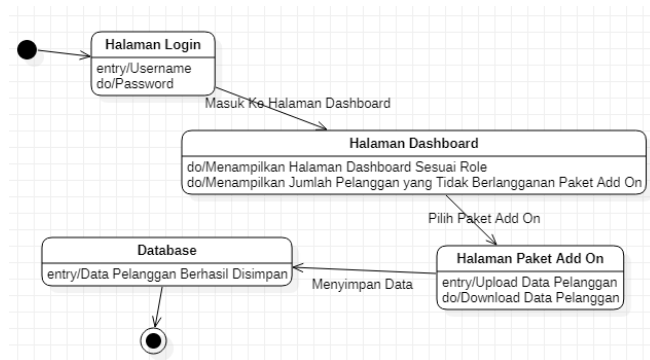 Halaman Login
entry/Username
do/Password
Masuk Ke Halaman Dashboard
Halaman Dashboard
do/Menampilkan Halaman Dashboard Sesuai Role
do/Menampilkan Jumlah Pelanggan yang Tidak Berlangganan Paket Add On
Pilih Paket Add On
Halaman Paket Add On
entry/Upload Data Pelanggan
do/Download Data Pelanggan
Menyimpan Data
Database
entry/Data Pelanggan Berhasil Disimpan